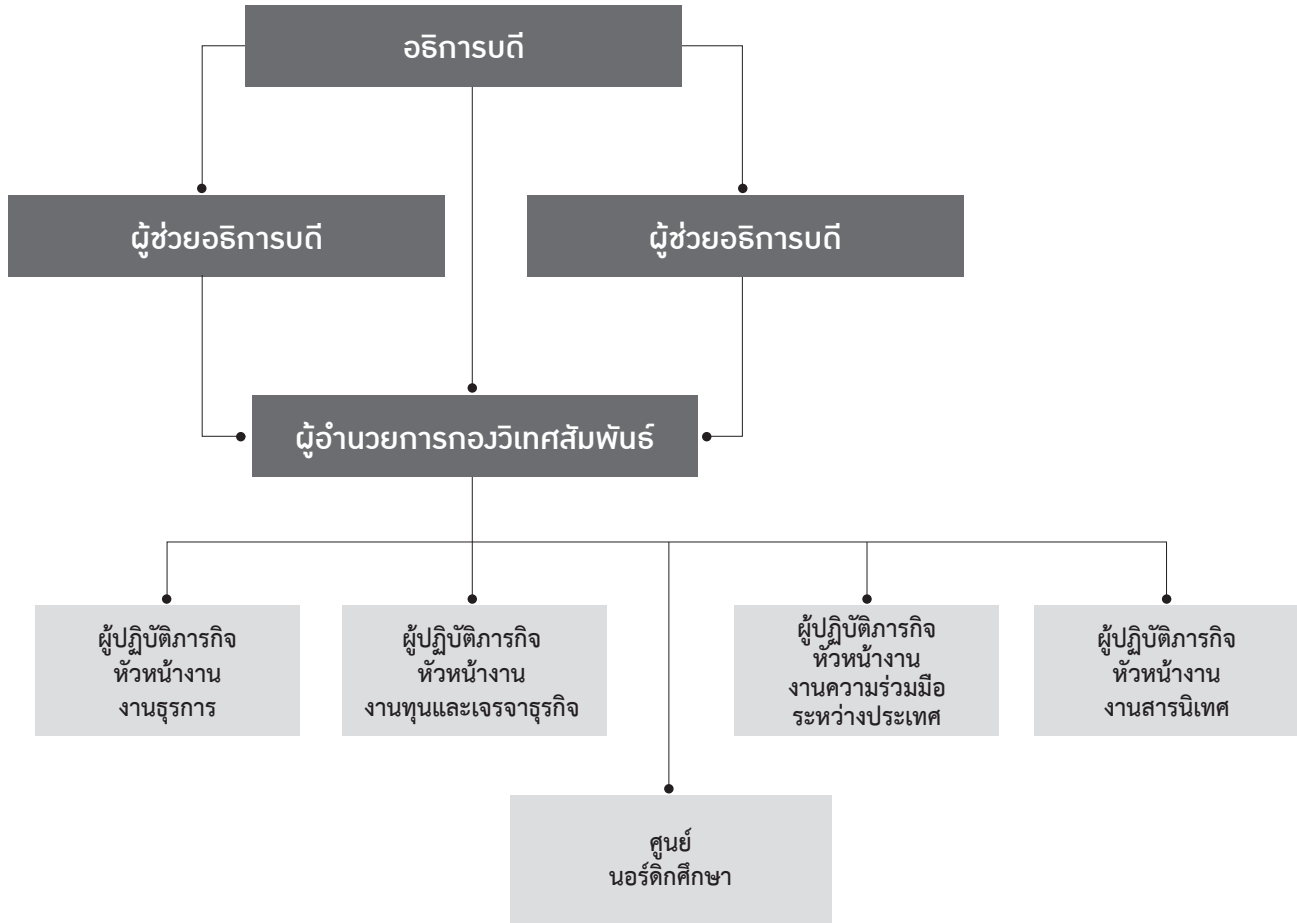 อธิการบดี
ผู้ช่วยอธิการบดี
ผู้ช่วยอธิการบดี
ผู้อำนวยการกองวิเทศสัมพันธ์
ผู้ปฏิบัติภารกิจ
หัวหน้างาน
งานธุรการ
ผู้ปฏิบัติภารกิจ
หัวหน้างาน
งานทุนและเจรจาธุรกิจ
ผู้ปฏิบัติภารกิจ
หัวหน้างาน
งานความร่วมมือ
ระหว่างประเทศ
ผู้ปฏิบัติภารกิจ
หัวหน้างาน
งานสารนิเทศ
ศูนย์
นอร์ดิกศึกษา